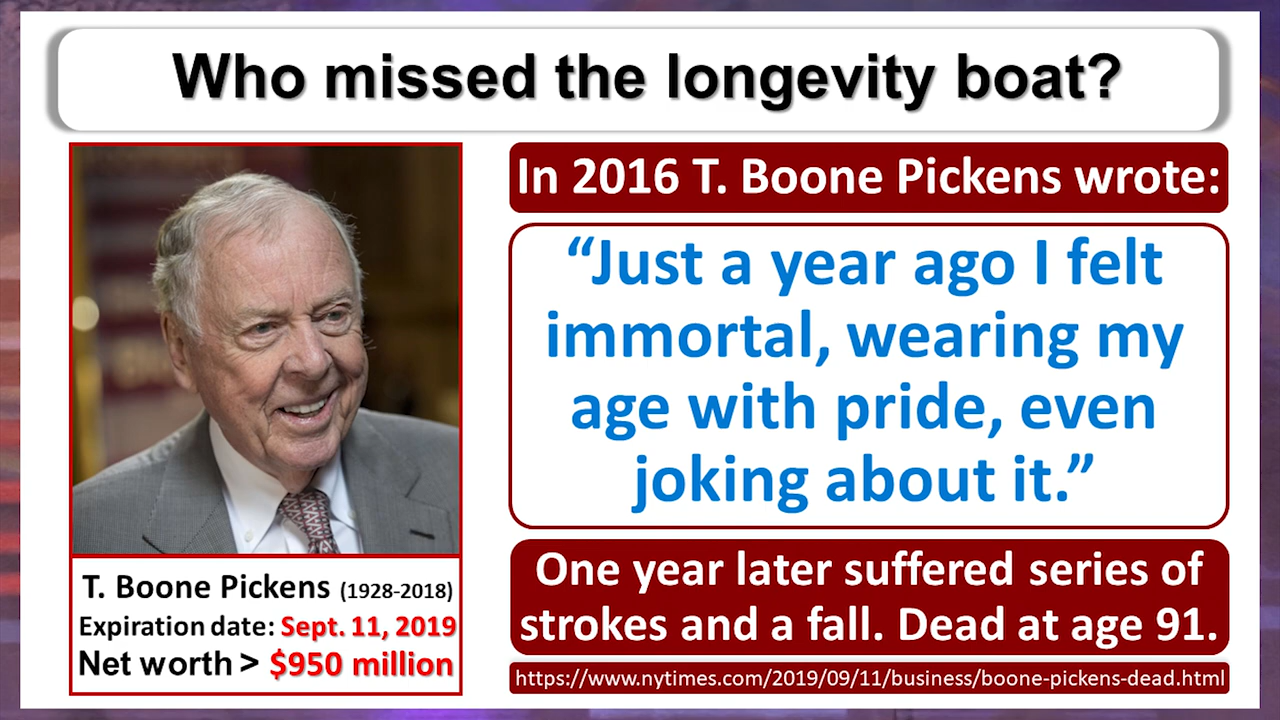 Who missed the longevity boat?
In 2016 T. Boone Pickens wrote:
“Just a year ago I felt
immortal, wearing my
age with pride, even
joking about it.”
T. Boone Pickens (1928-2018)
Expiration date: Sept. 11, 2019
Net worth > $950 million
One year later suffered series of
strokes and a fall. Dead at age 91.
https://www.nytimes.com/2019/09/11/business/boone-pickens-dead.html